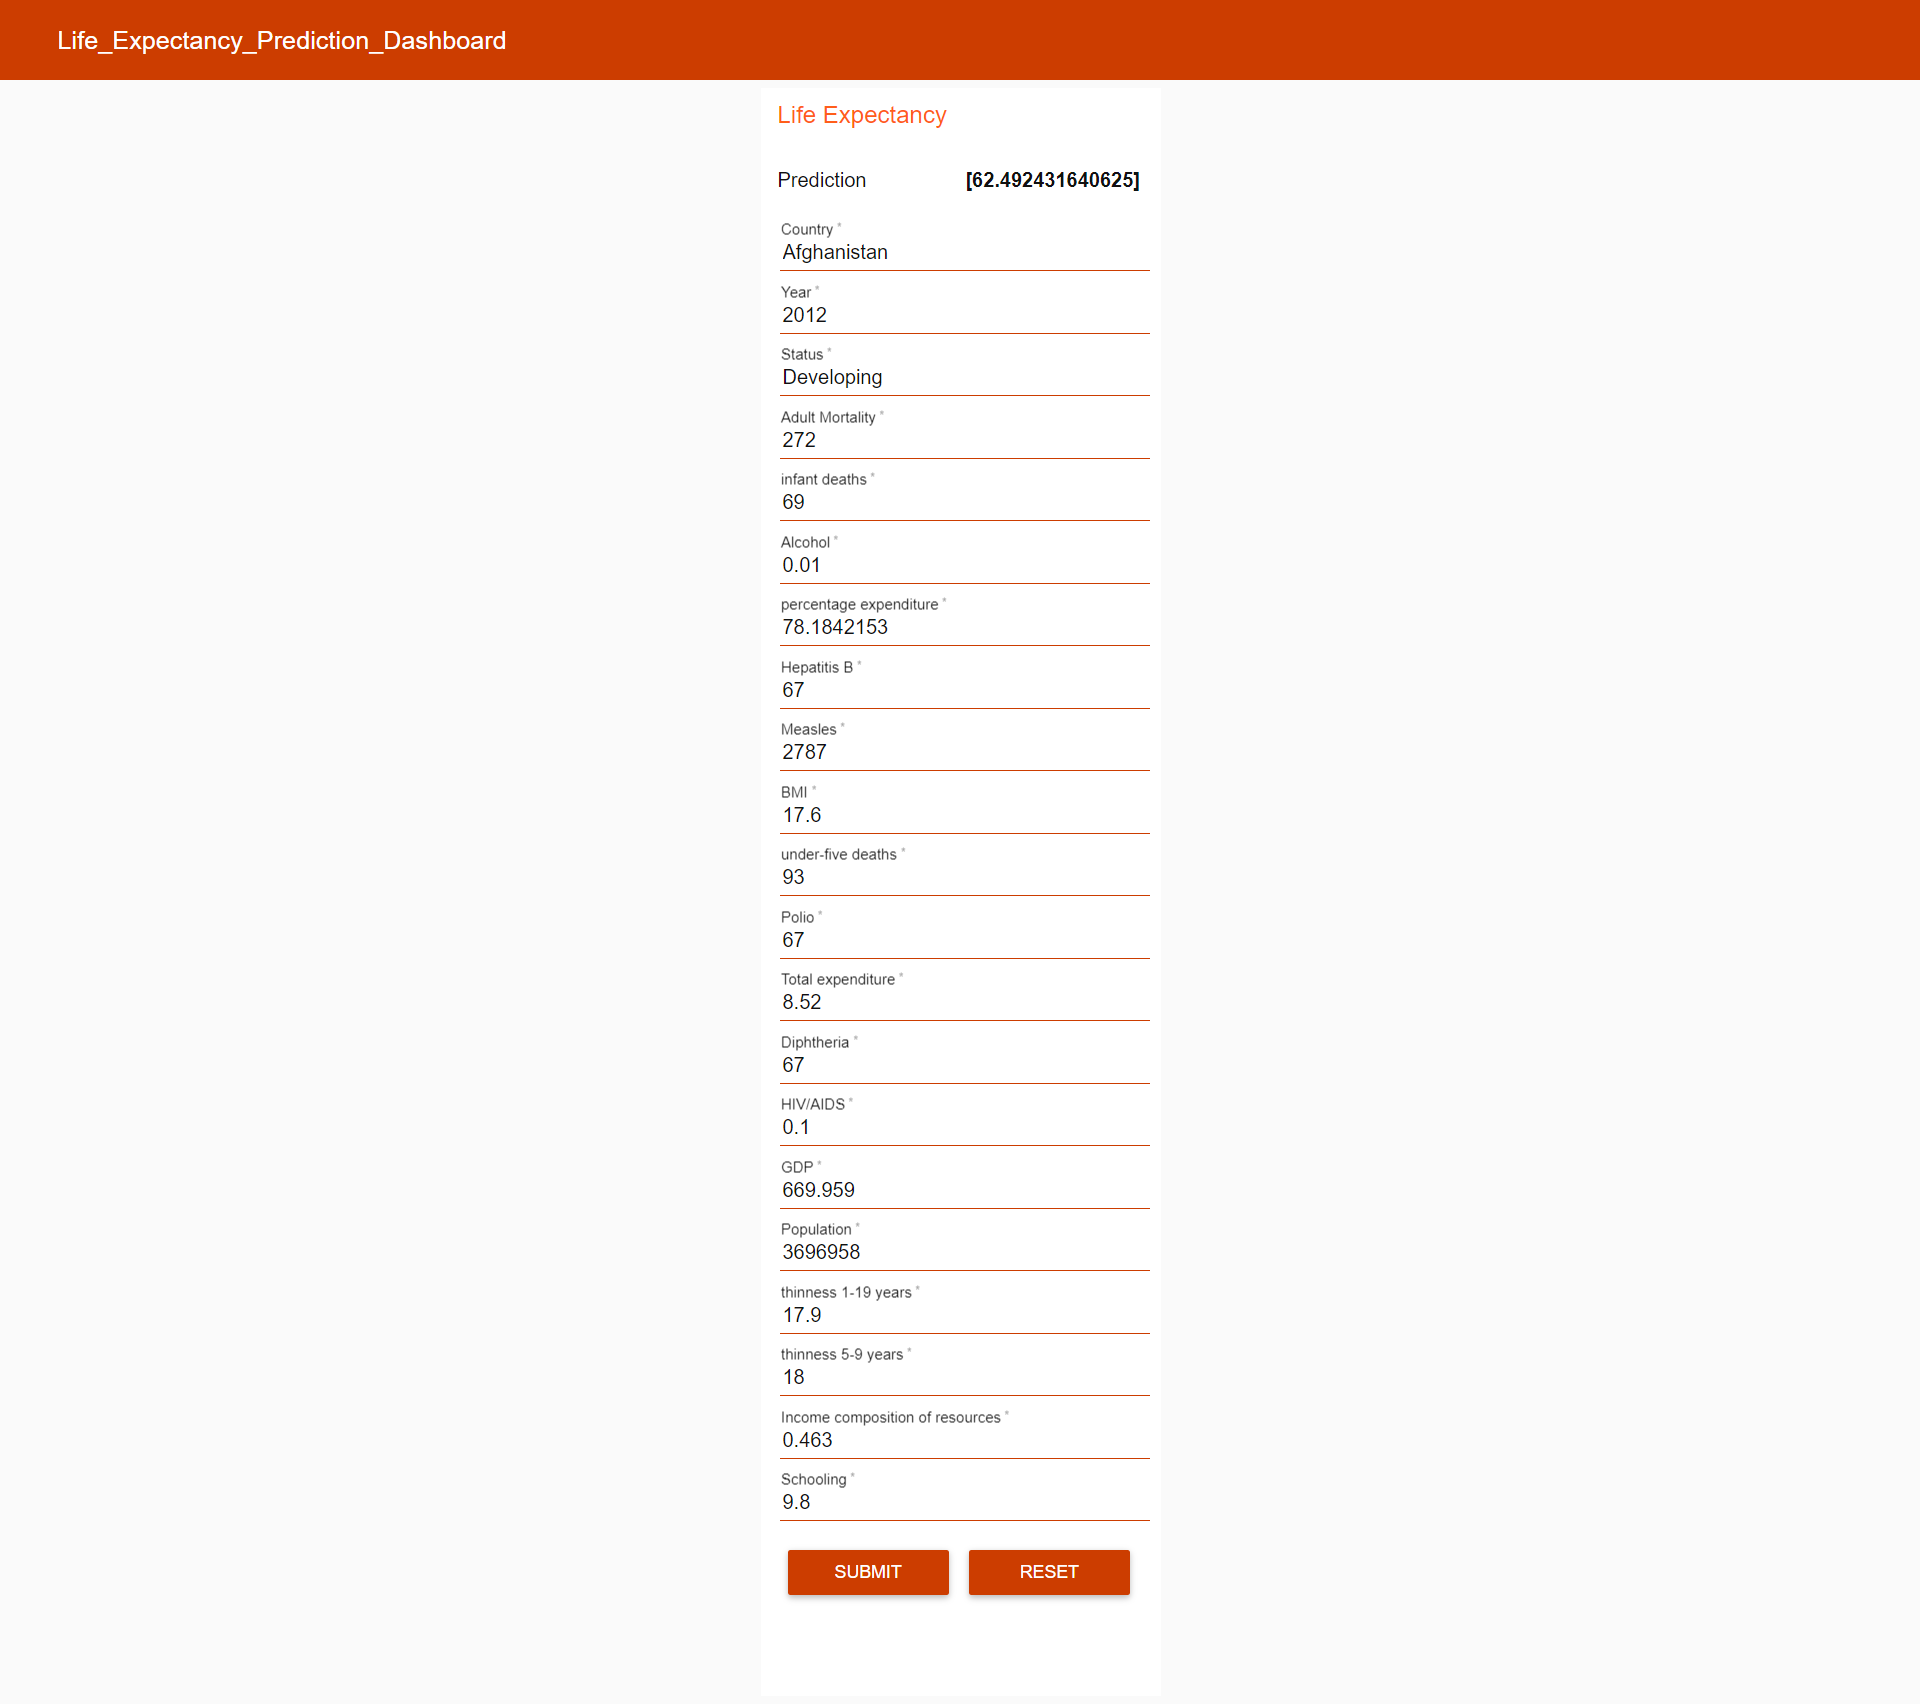 Life_Expectancy_Prediction_Dashboard
Life Expectancy
Prediction [62.492431640625]
Country *
Afghanistan
Year *
2012
Status *
Developing
Adult Mortality *
272
infant deaths *
69
Alcohol *
0.01
percentage expenditure *
78.1842153
Hepatitis B *
67
Measles *
2787
BMI *
17.6
under-five deaths *
93
Polio *
67
Total expenditure *
8.52
Diphtheria *
67
HIV/AIDS *
0.1
GDP *
669.959
Population *
3696958
thinness 1-19 years *
17.9
thinness 5-9 years *
18
Income composition of resources *
0.463
Schooling *
9.8
SUBMIT RESET